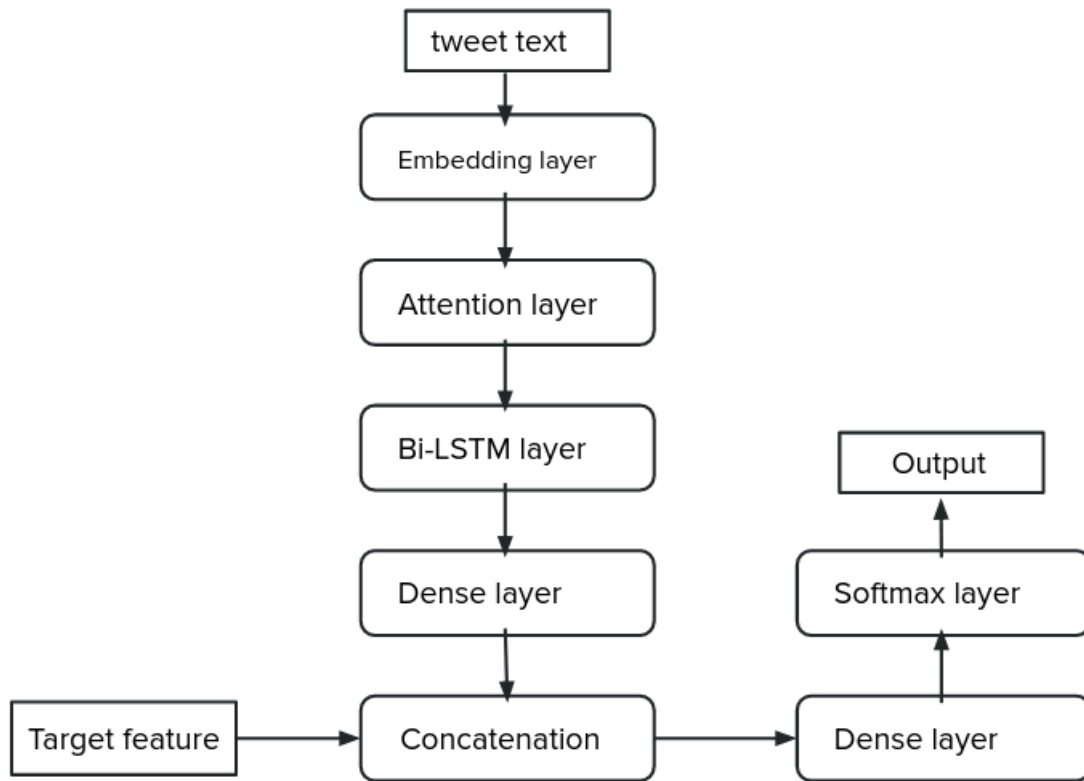 tweet text
Embedding layer
Attention layer
Bi-LSTM layer
Dense layer
Target feature
Concatenation
Dense layer
Softmax layer
Output